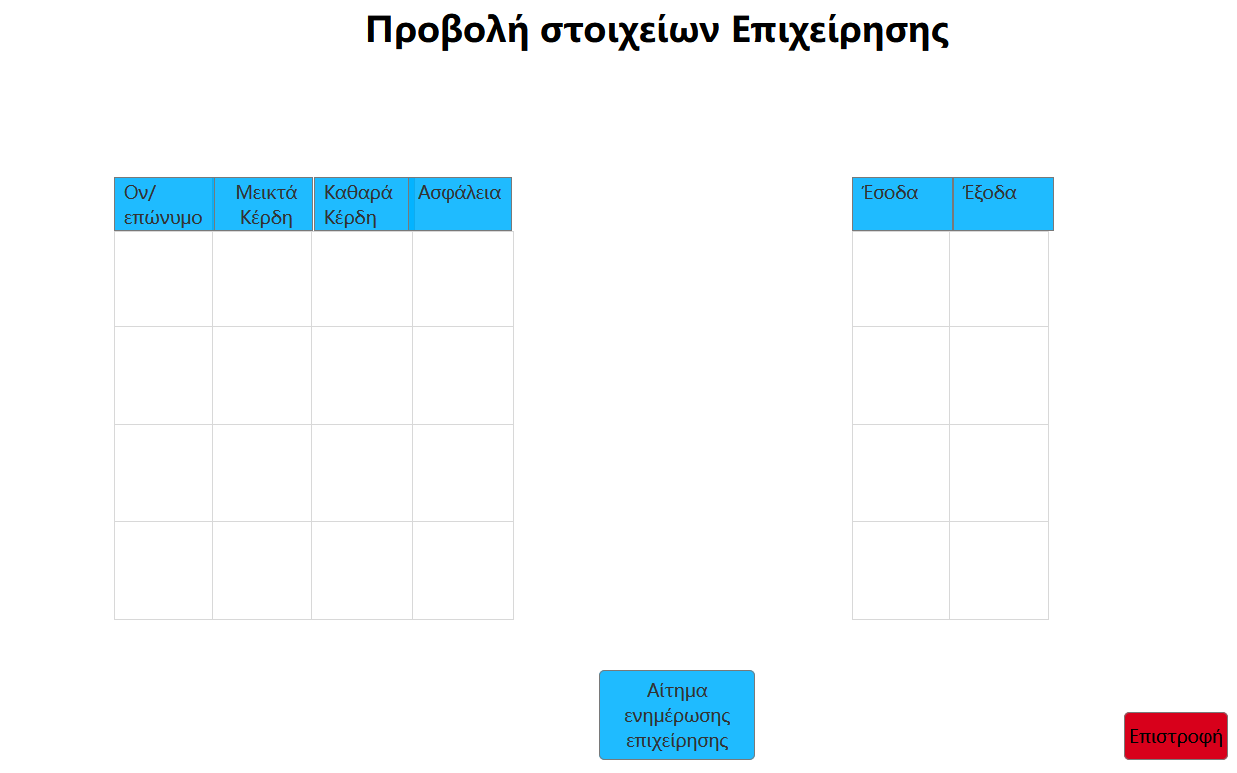 Προβολή στοιχείων Επιχείρησης
Ον/
επώνυμο
Μεικτά
Κέρδη
Καθαρά
Κέρδη
Ασφάλεια
Έσοδα
Έξοδα
Αίτημα
ενημέρωσης
επιχείρησης
Επιστροφή